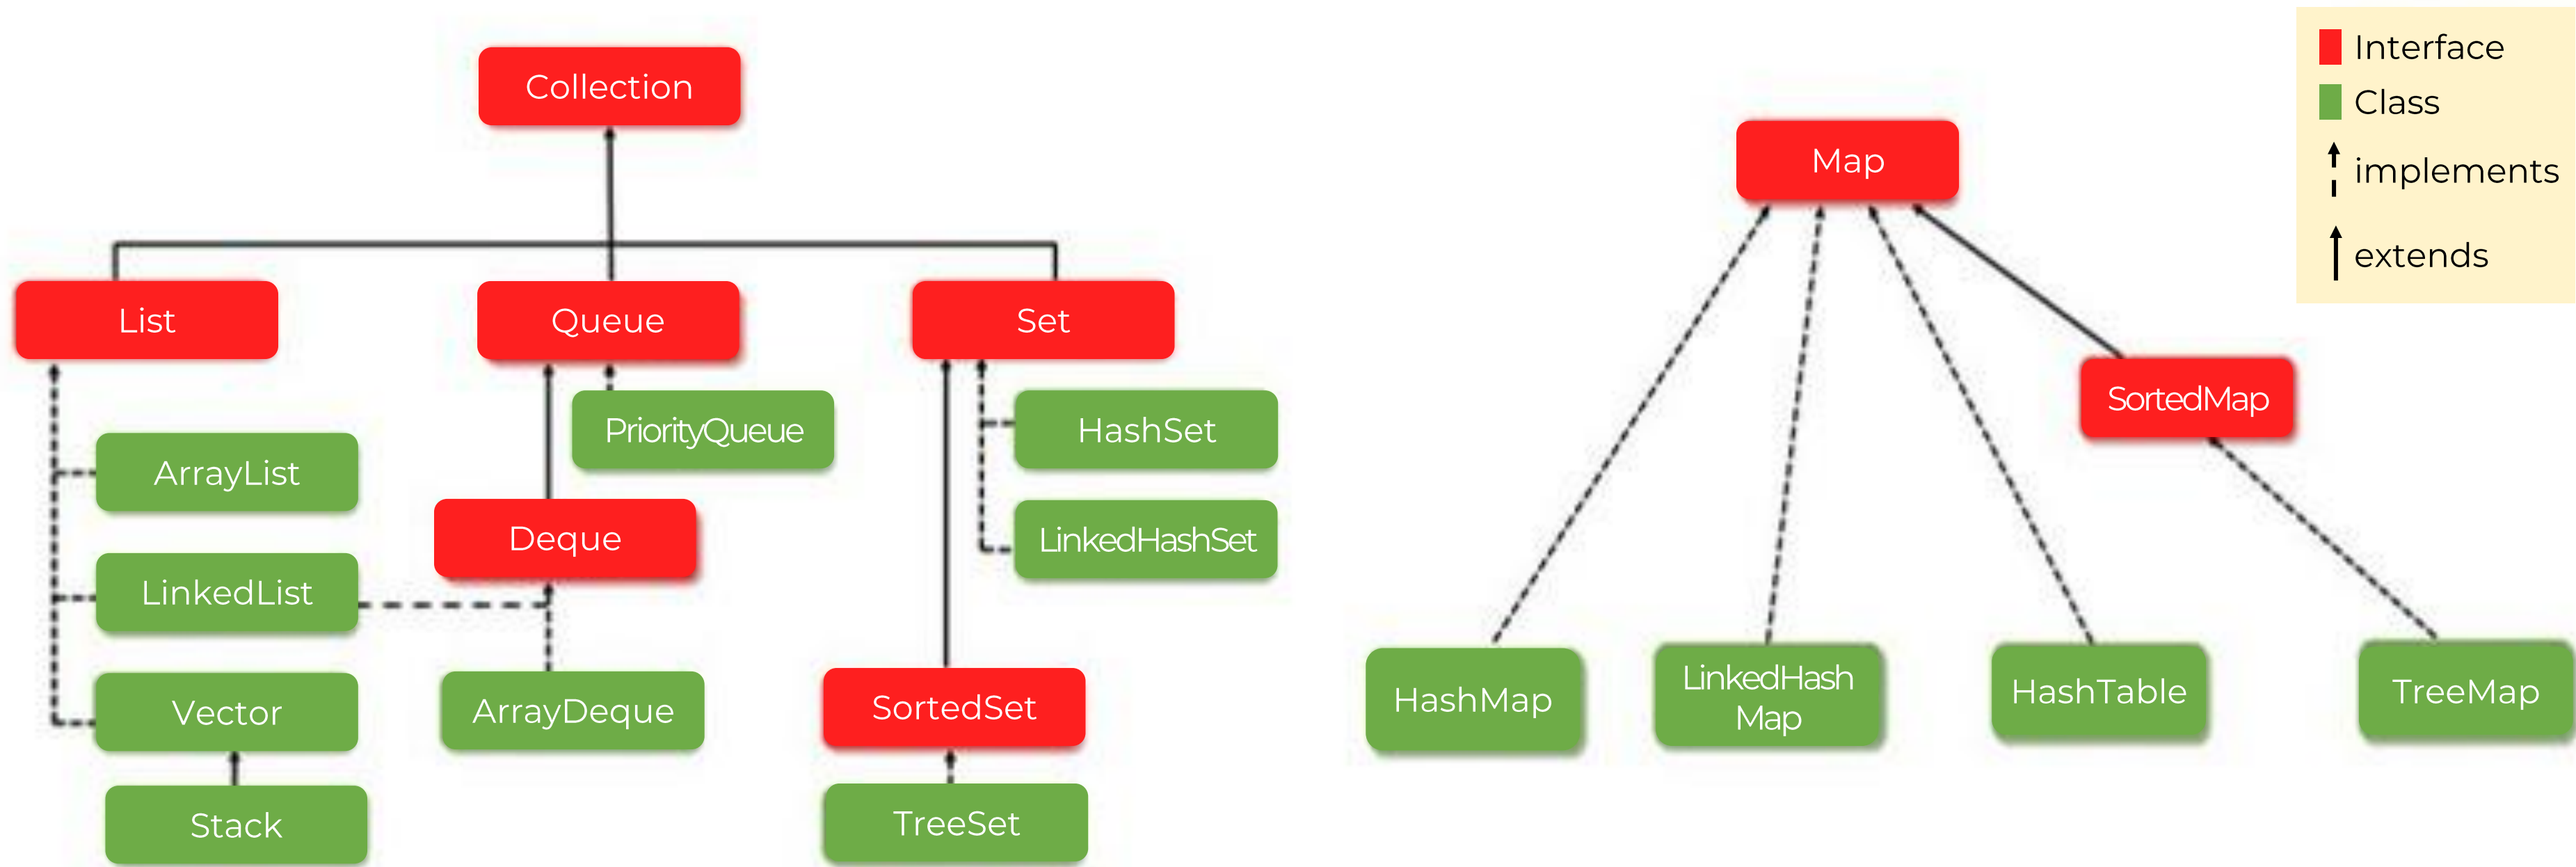 Collection
List
Queue
Set
ArrayList
LinkedList
Vector
Stack
PriorityQueue
Deque
ArrayDeque
HashSet
LinkedHashSet
SortedSet
TreeSet
Map
SortedMap
HashMap
LinkedHash
Map
HashTable
TreeMap
Interface
Class
implements
extends